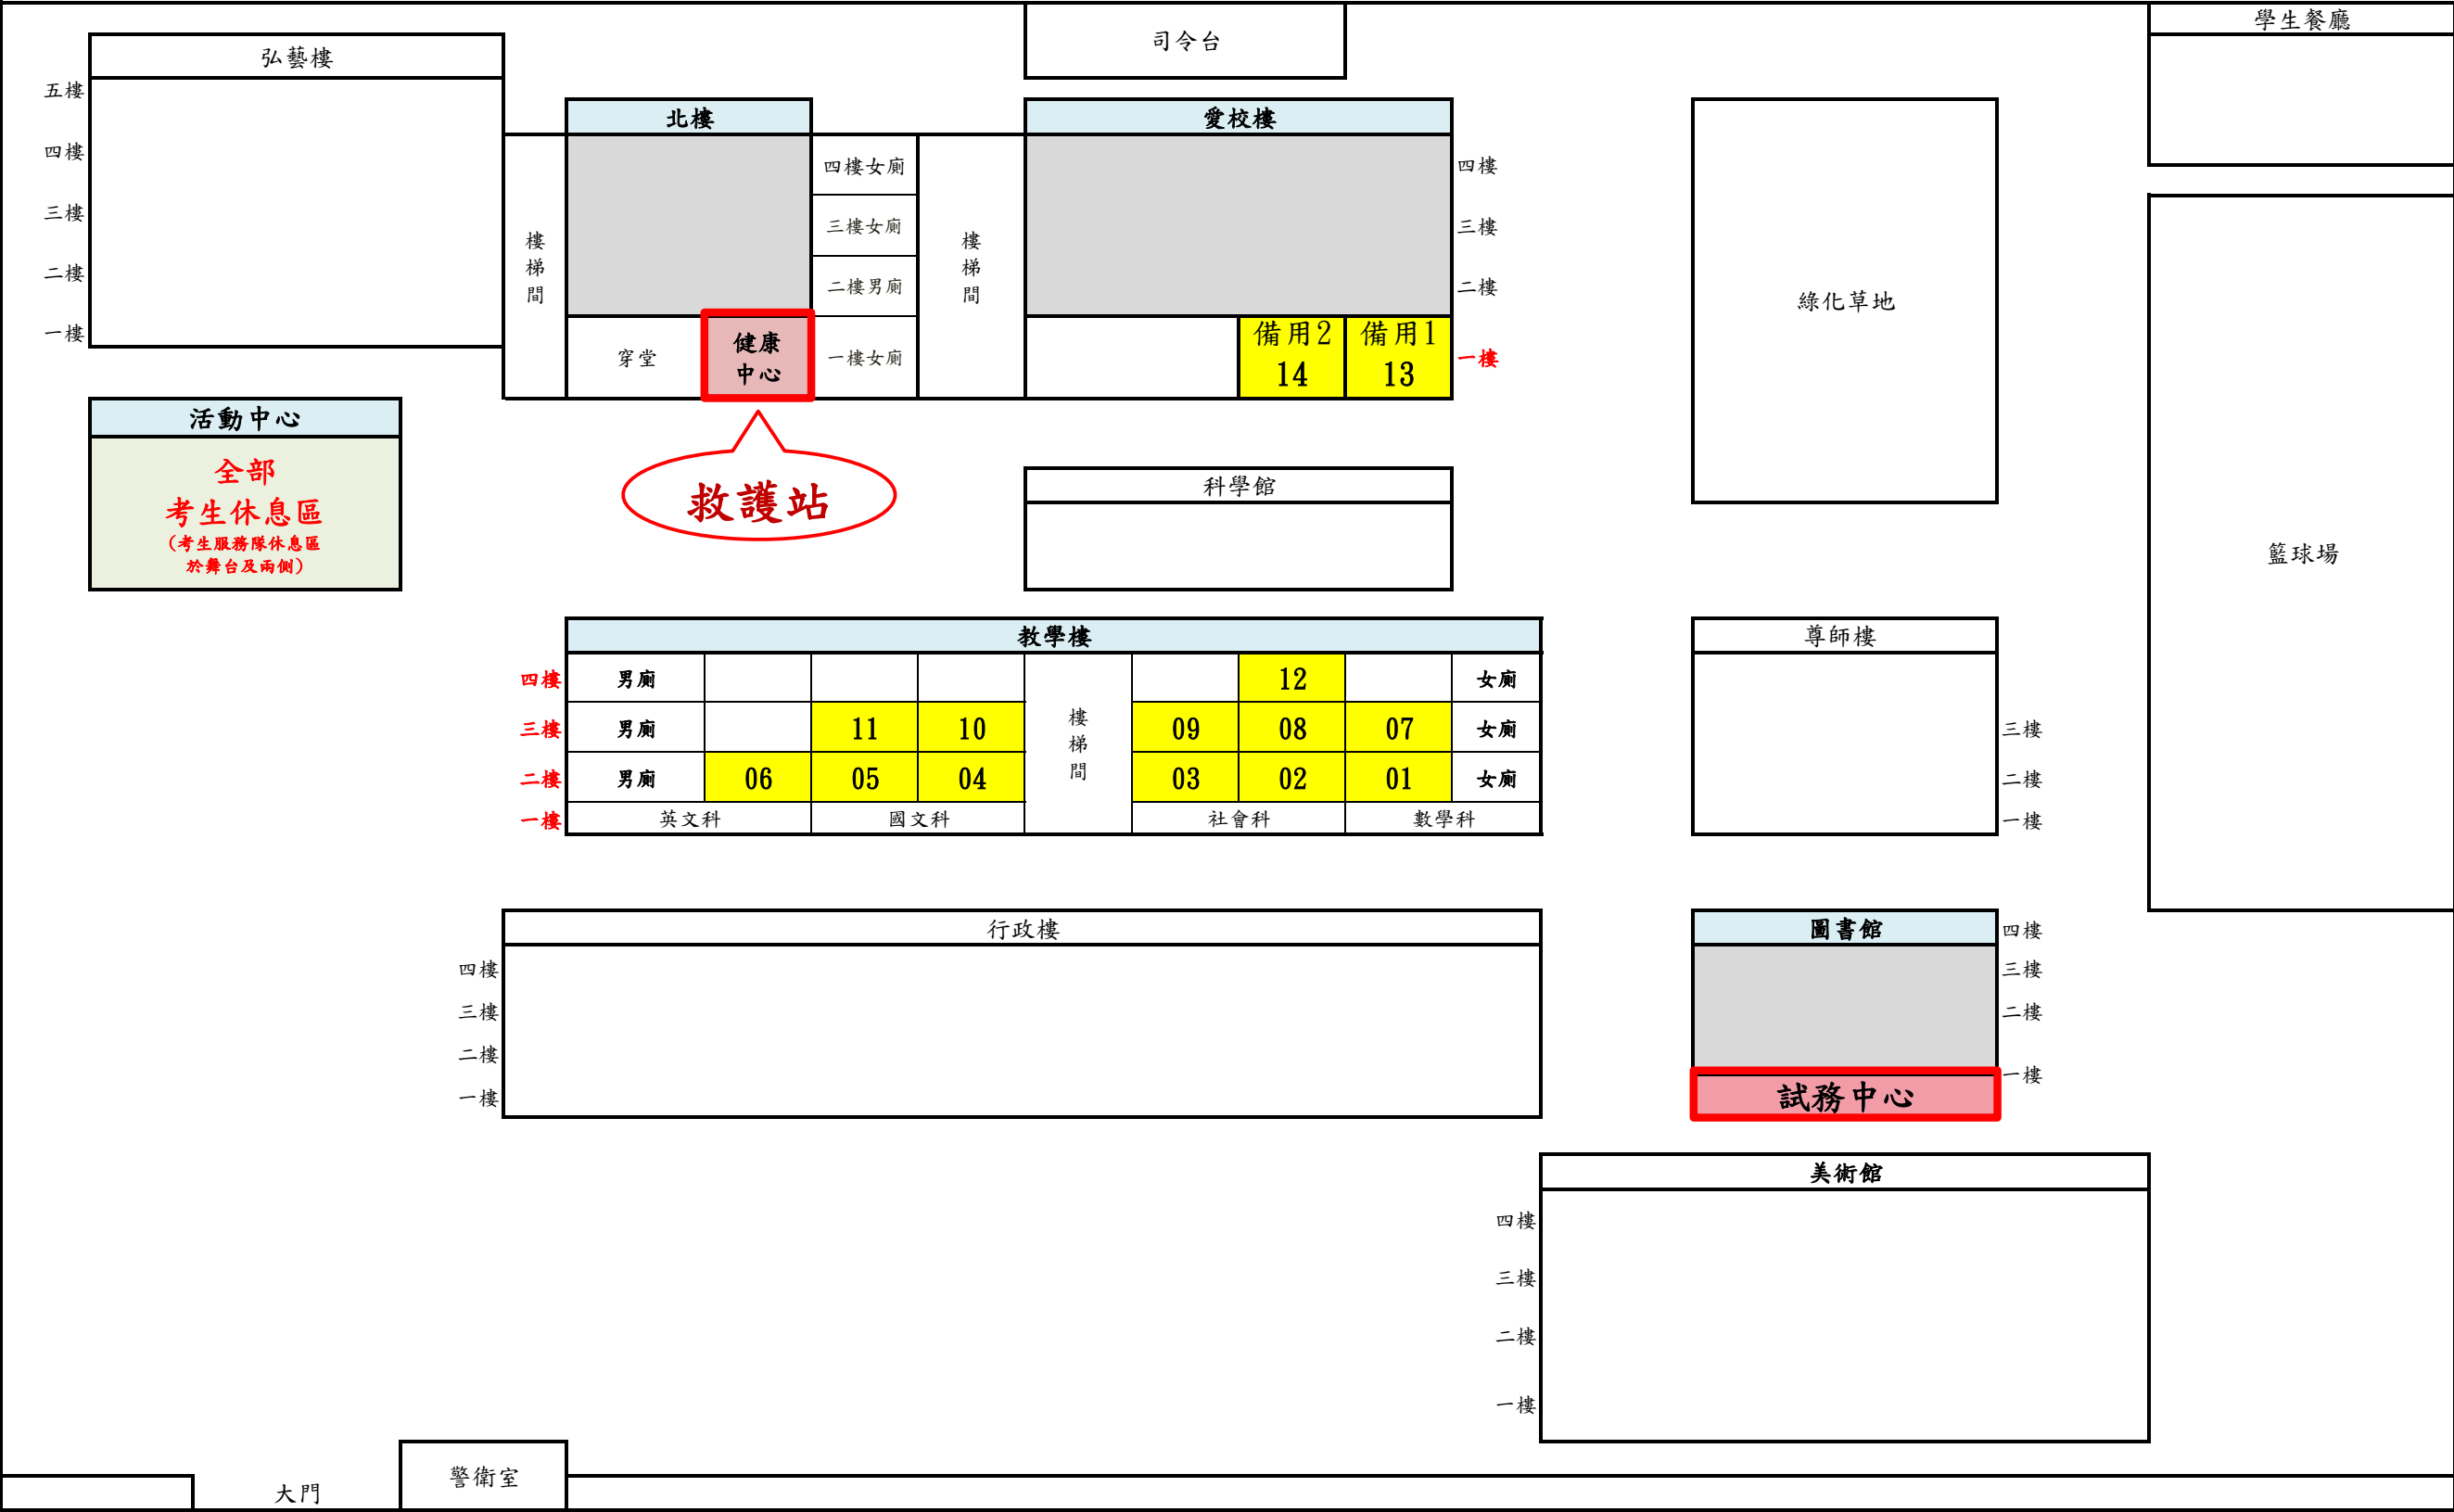 司令台
學生餐廳
弘藝樓
五樓
四樓
三樓
二樓
一樓
北樓
愛校樓
樓
梯
間
四樓女廁
三樓女廁
二樓男廁
一樓女廁
穿堂
健康
中心
樓
梯
間
備用2
14
備用1
13
四樓
三樓
二樓
一樓
綠化草地
籃球場
活動中心
全部
考生休息區
(考生服務隊休息區
於舞台及兩側)
救護站
科學館
教學樓
四樓 男廁 12 女廁
三樓 男廁 11 10 09 08 07 女廁
二樓 男廁 06 05 04 03 02 01 女廁
一樓 英文科 國文科 社會科 數學科
樓
梯
間
尊師樓
三樓
二樓
一樓
行政樓
四樓
三樓
二樓
一樓
圖書館
四樓
三樓
二樓
一樓
試務中心
美術館
四樓
三樓
二樓
一樓
警衛室
大門